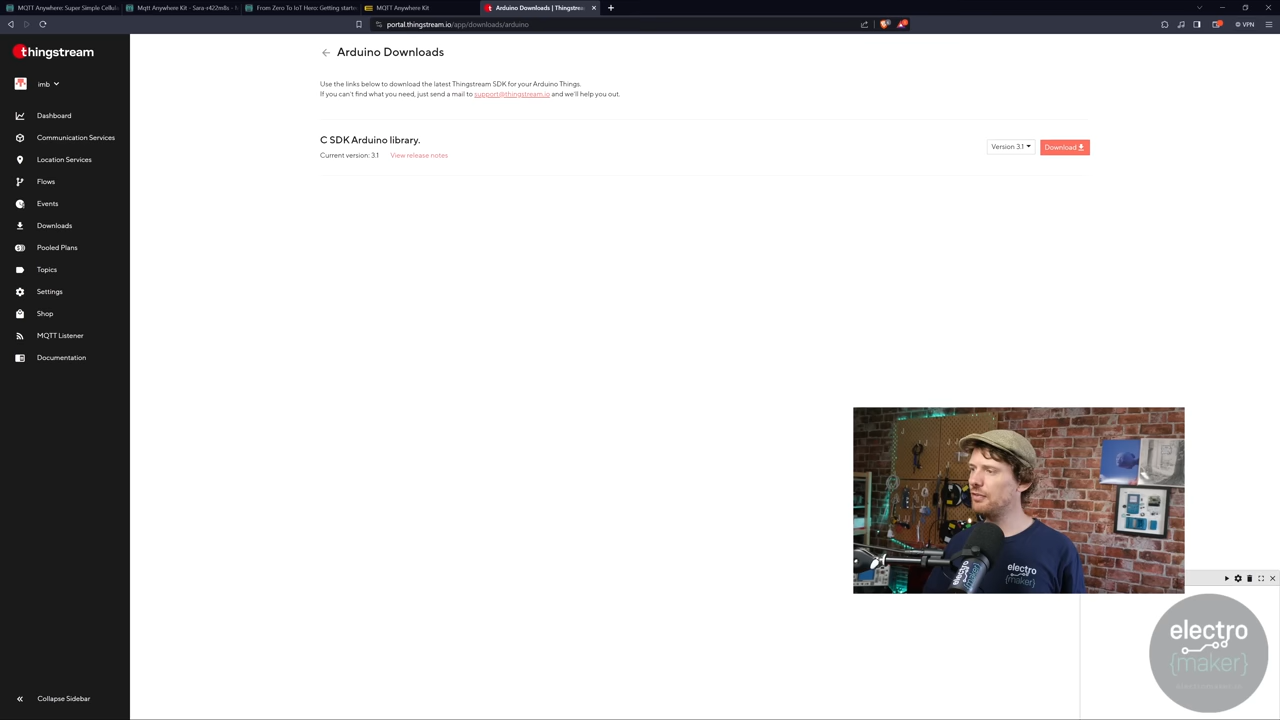 MQTT Anywhere: Super Simple Cellul
Mqtt Anywhere Kit - Sara-r422m8s -
From Zero To IoT Hero: Getting starte
MQTT Anywhere Kit
Arduino Downloads | Thingstrea
portal.thingstream.io/app/downloads/arduino
VPN
thingstream
imb
Dashboard
Communication Services
Location Services
Flows
Events
Downloads
Pooled Plans
Topics
Settings
Shop
MQTT Listener
Documentation
Collapse Sidebar
Arduino Downloads
Use the links below to download the latest Thingstream SDK for your Arduino Things.
If you can't find what you need, just send a mail to support@thingstream.io and we'll help you out.
C SDK Arduino library.
Current version: 3.1 View release notes
Version 3.1
Download
electro
maker
electro
{maker}